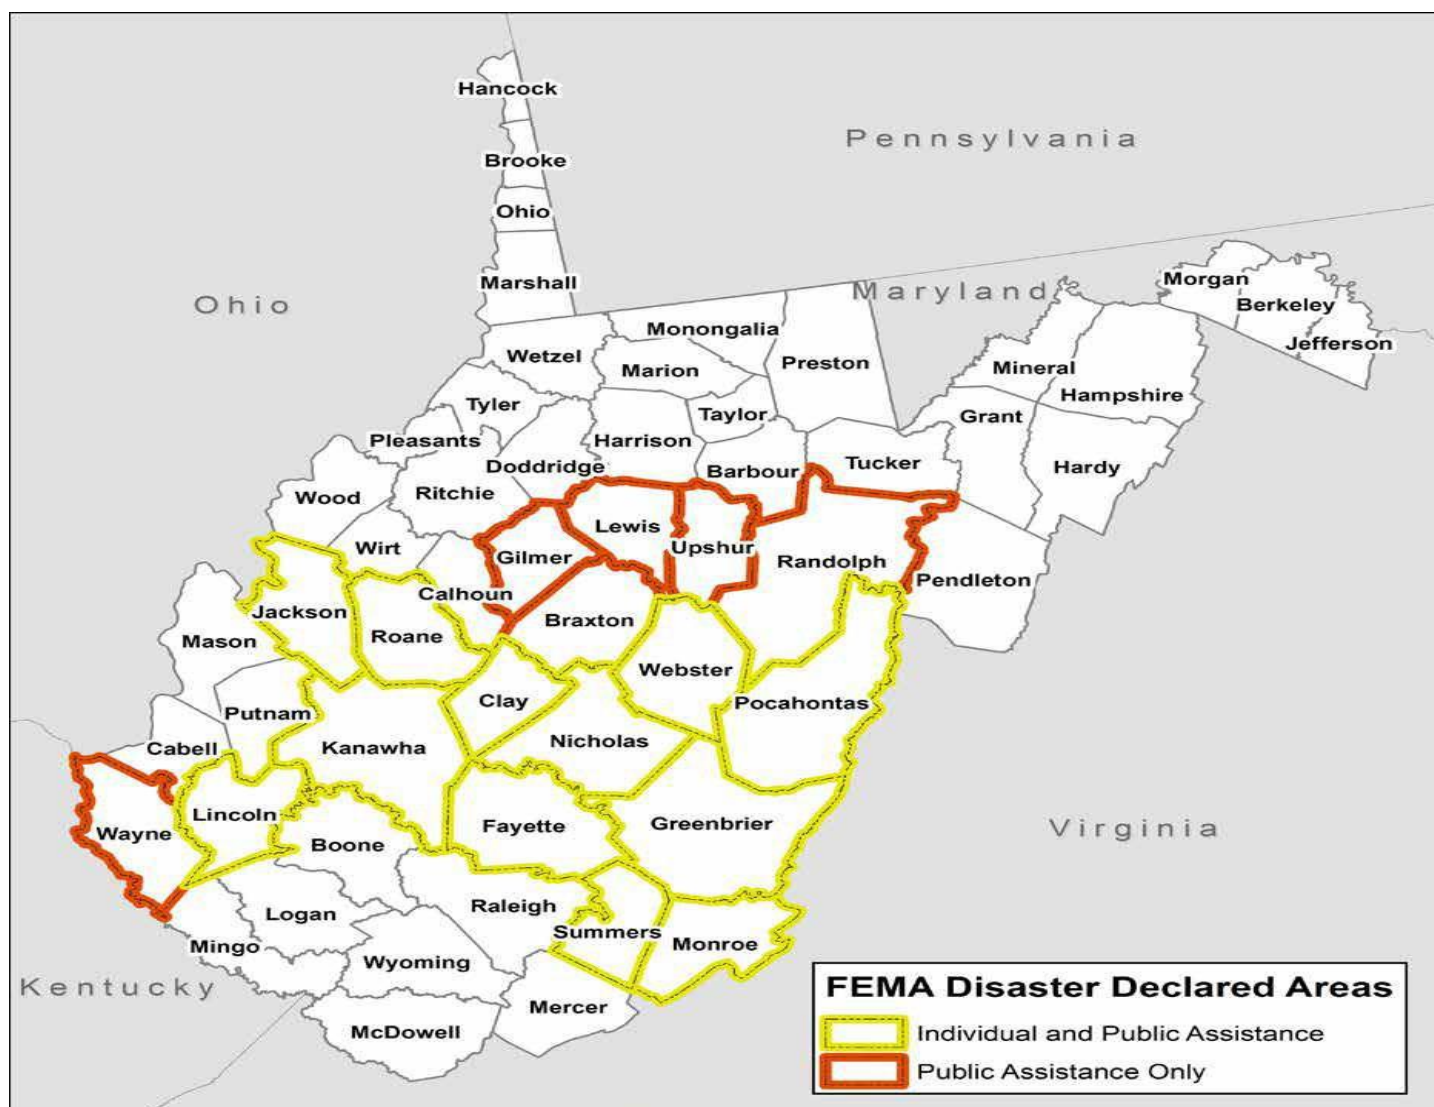 Hancock
Pennsylvania
Brooke
Ohio
Marshall
Ohio
Maryland
Morgan
Berkeley
Jefferson
Monongalia
Wetzel
Marion
Preston
Mineral
Hampshire
Tyler
Taylor
Grant
Pleasants
Harrison
Doddridge
Barbour
Tucker
Hardy
Wood
Ritchie
Lewis
Wirt
Gilmer
Upshur
Randolph
Pendleton
Calhoun
Jackson
Roane
Braxton
Mason
Webster
Clay
Pocahontas
Putnam
Cabell
Kanawha
Nicholas
Lincoln
Wayne
Boone
Fayette
Greenbrier
Virginia
Logan
Raleigh
Summers
Monroe
Mingo
Wyoming
Kentucky
Mercer
McDowell
FEMA Disaster Declared Areas
Individual and Public Assistance
Public Assistance Only